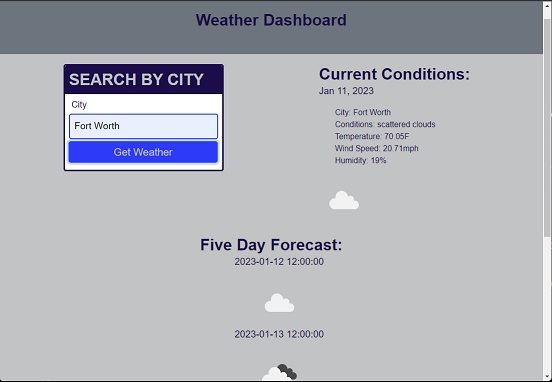 Weather Dashboard
SEARCH BY CITY
City
Fort Worth
Get Weather
Current Conditions:
Jan 11, 2023
City: Fort Worth
Conditions: scattered clouds
Temperature: 70.05F
Wind Speed: 20.71mph
Humidity: 19%
Five Day Forecast:
2023-01-12 12:00:00
2023-01-13 12:00:00